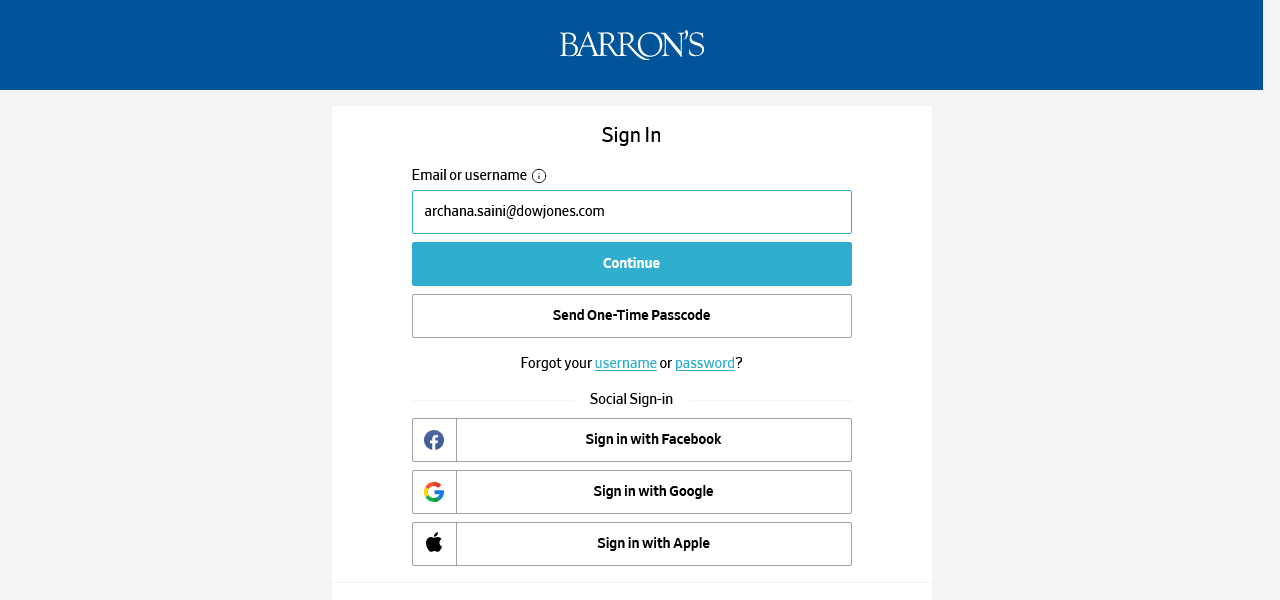 BARRON'S
Sign In
Email or username
archana.saini@dowjones.com
Continue
Send One-Time Passcode
Forgot your username or password?
Social Sign-in
Sign in with Facebook
Sign in with Google
Sign in with Apple